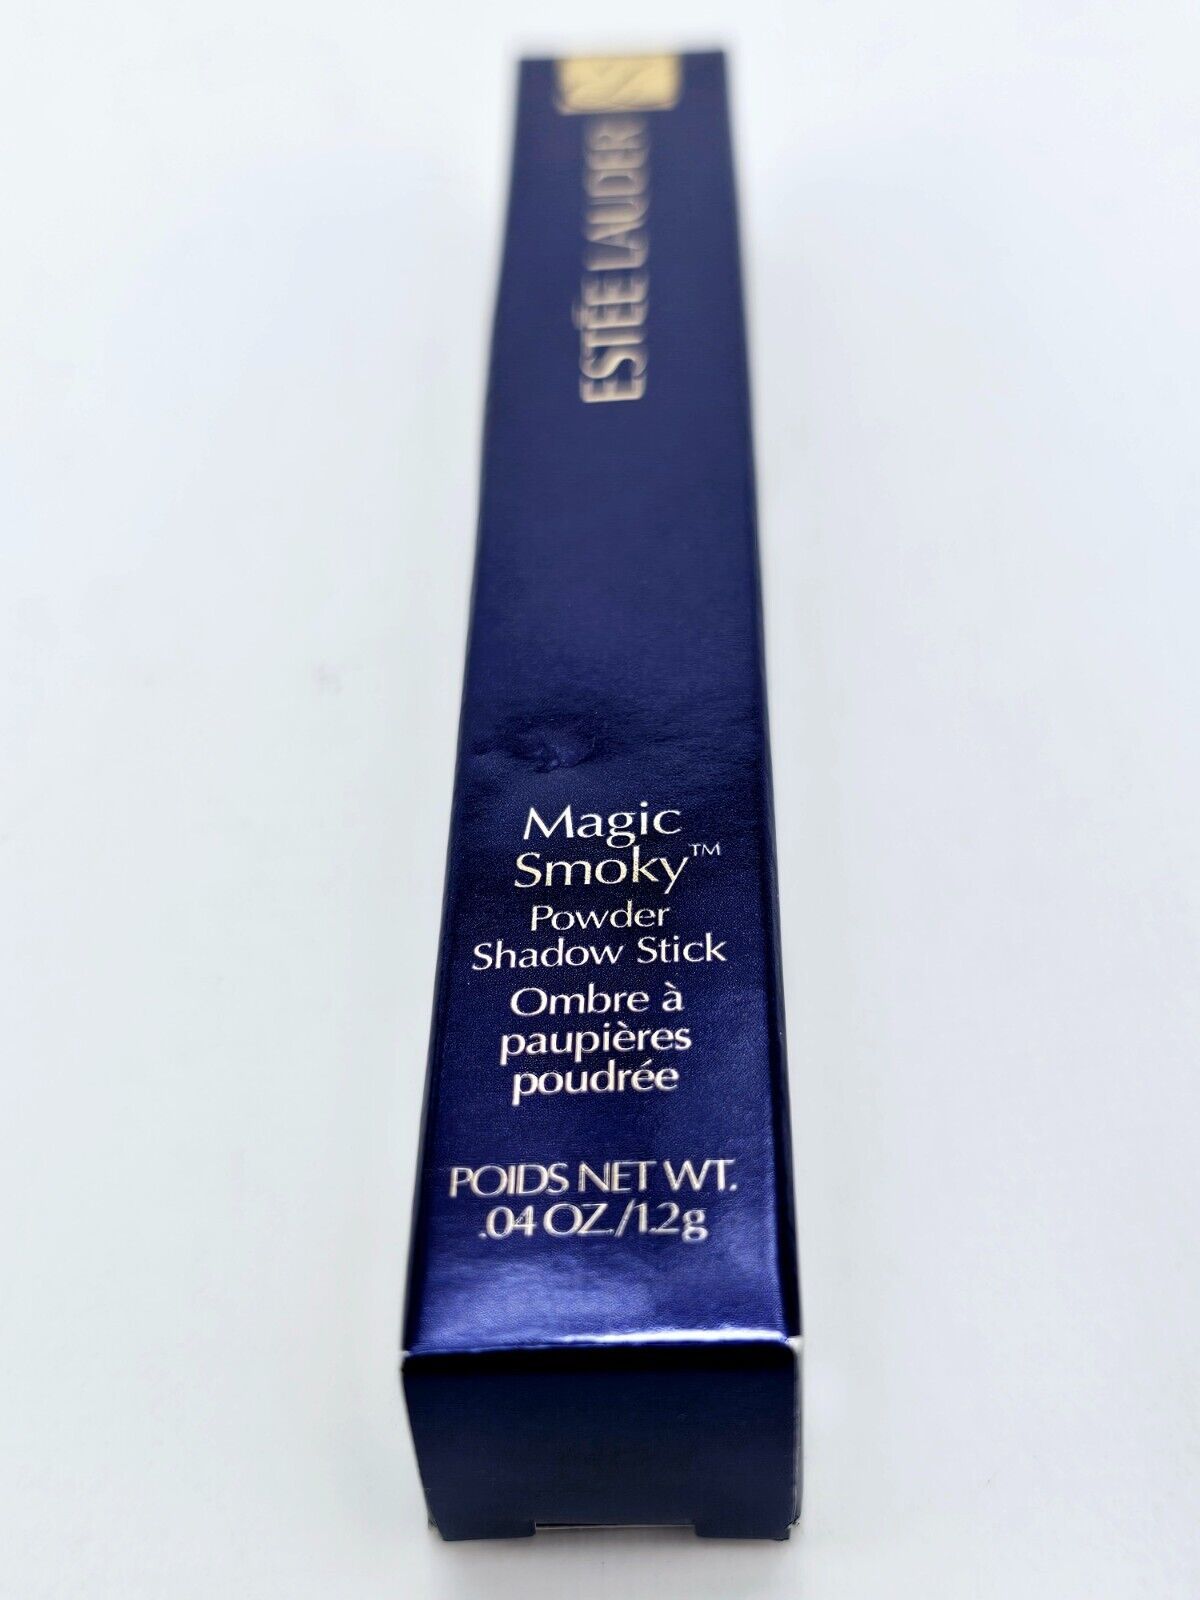 ESTĒE LAUDER
Magic
Smoky™
Powder
Shadow Stick
Ombre à
paupières
poudrée
POIDS NET WT.
.04 OZ./1.2g